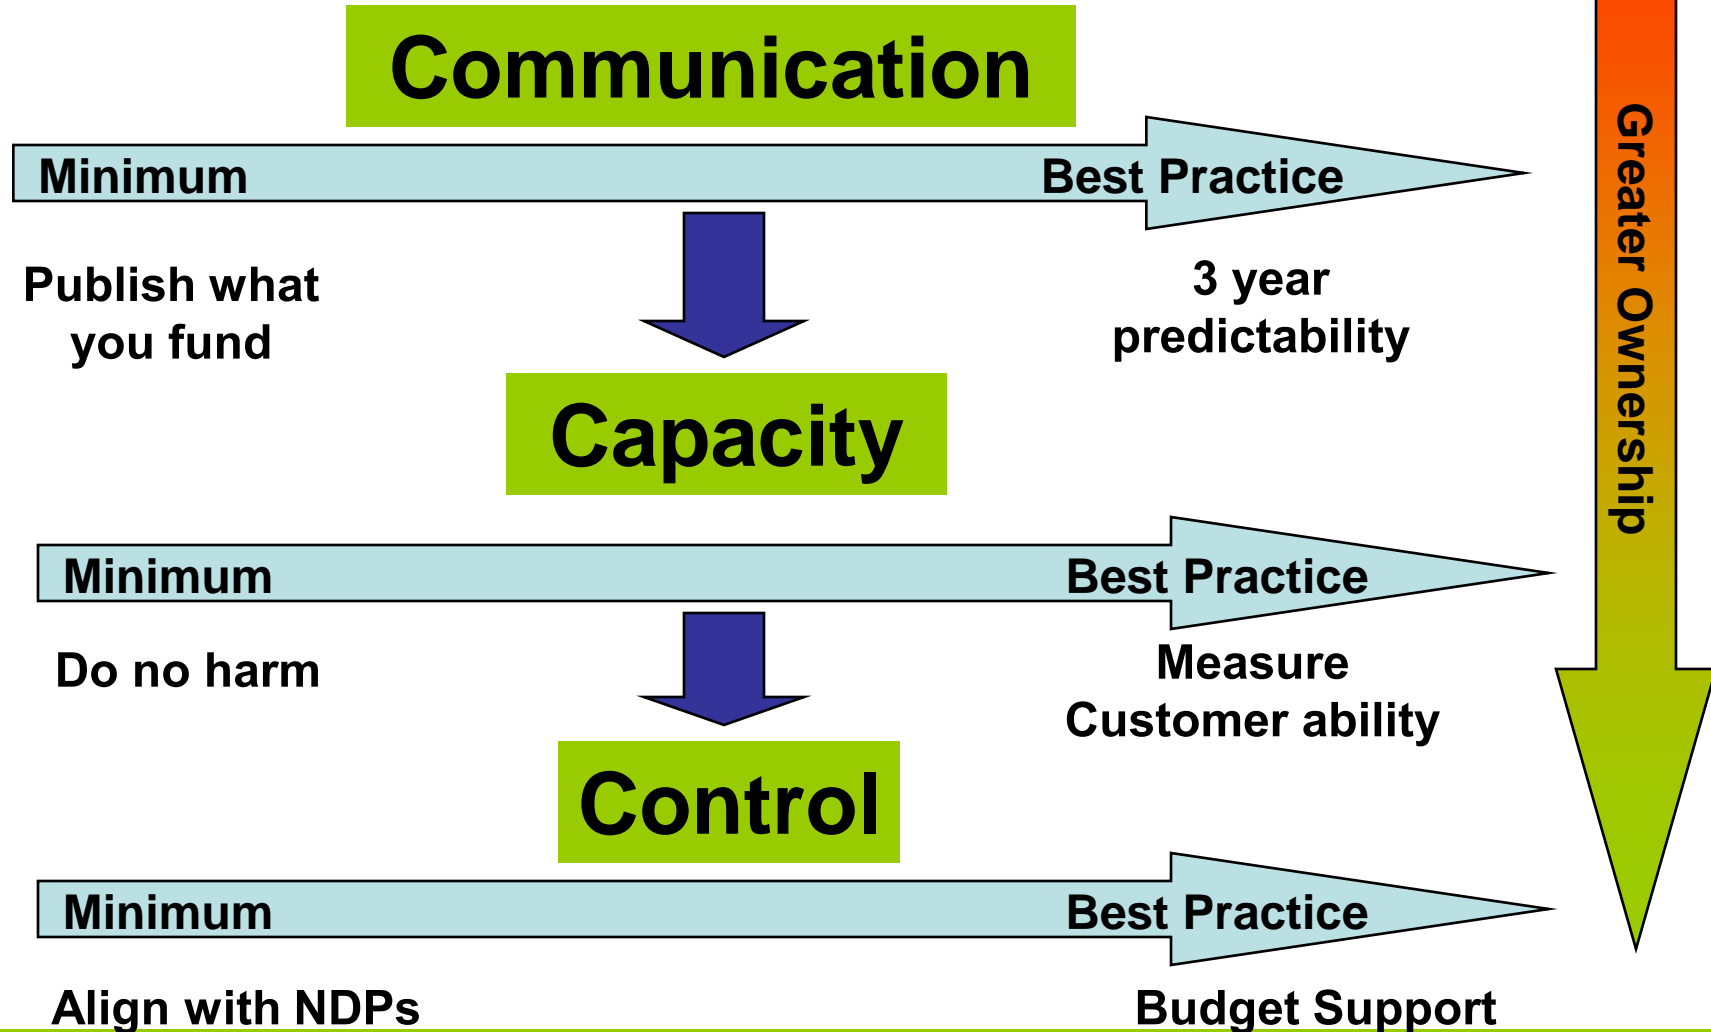 Communication
Minimum
Best Practice
Publish what
you fund
3 year
predictability
Capacity
Minimum
Best Practice
Do no harm
Measure
Customer ability
Control
Minimum
Best Practice
Align with NDPs
Budget Support
Greater Ownership